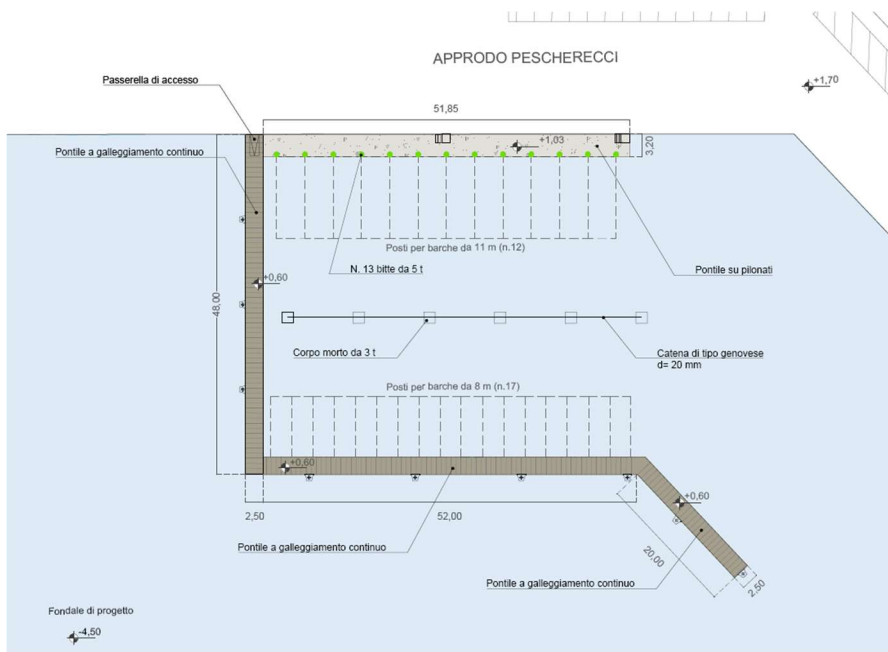 APPRODO PESCHERECCI
+1,70
Passerella di accesso
51,85
+1,03
3,20
Pontile a galleggiamento continuo
Posti per barche da 11 m (n.12)
N. 13 bitte da 5 t
Pontile su pilonati
+0,60
48,00
Corpo morto da 3 t
Catena di tipo genovese
d= 20 mm
Posti per barche da 8 m (n.17)
+0,60
+0,60
2,50
52,00
Pontile a galleggiamento continuo
20,00
2,50
Pontile a galleggiamento continuo
Fondale di progetto
-4,50